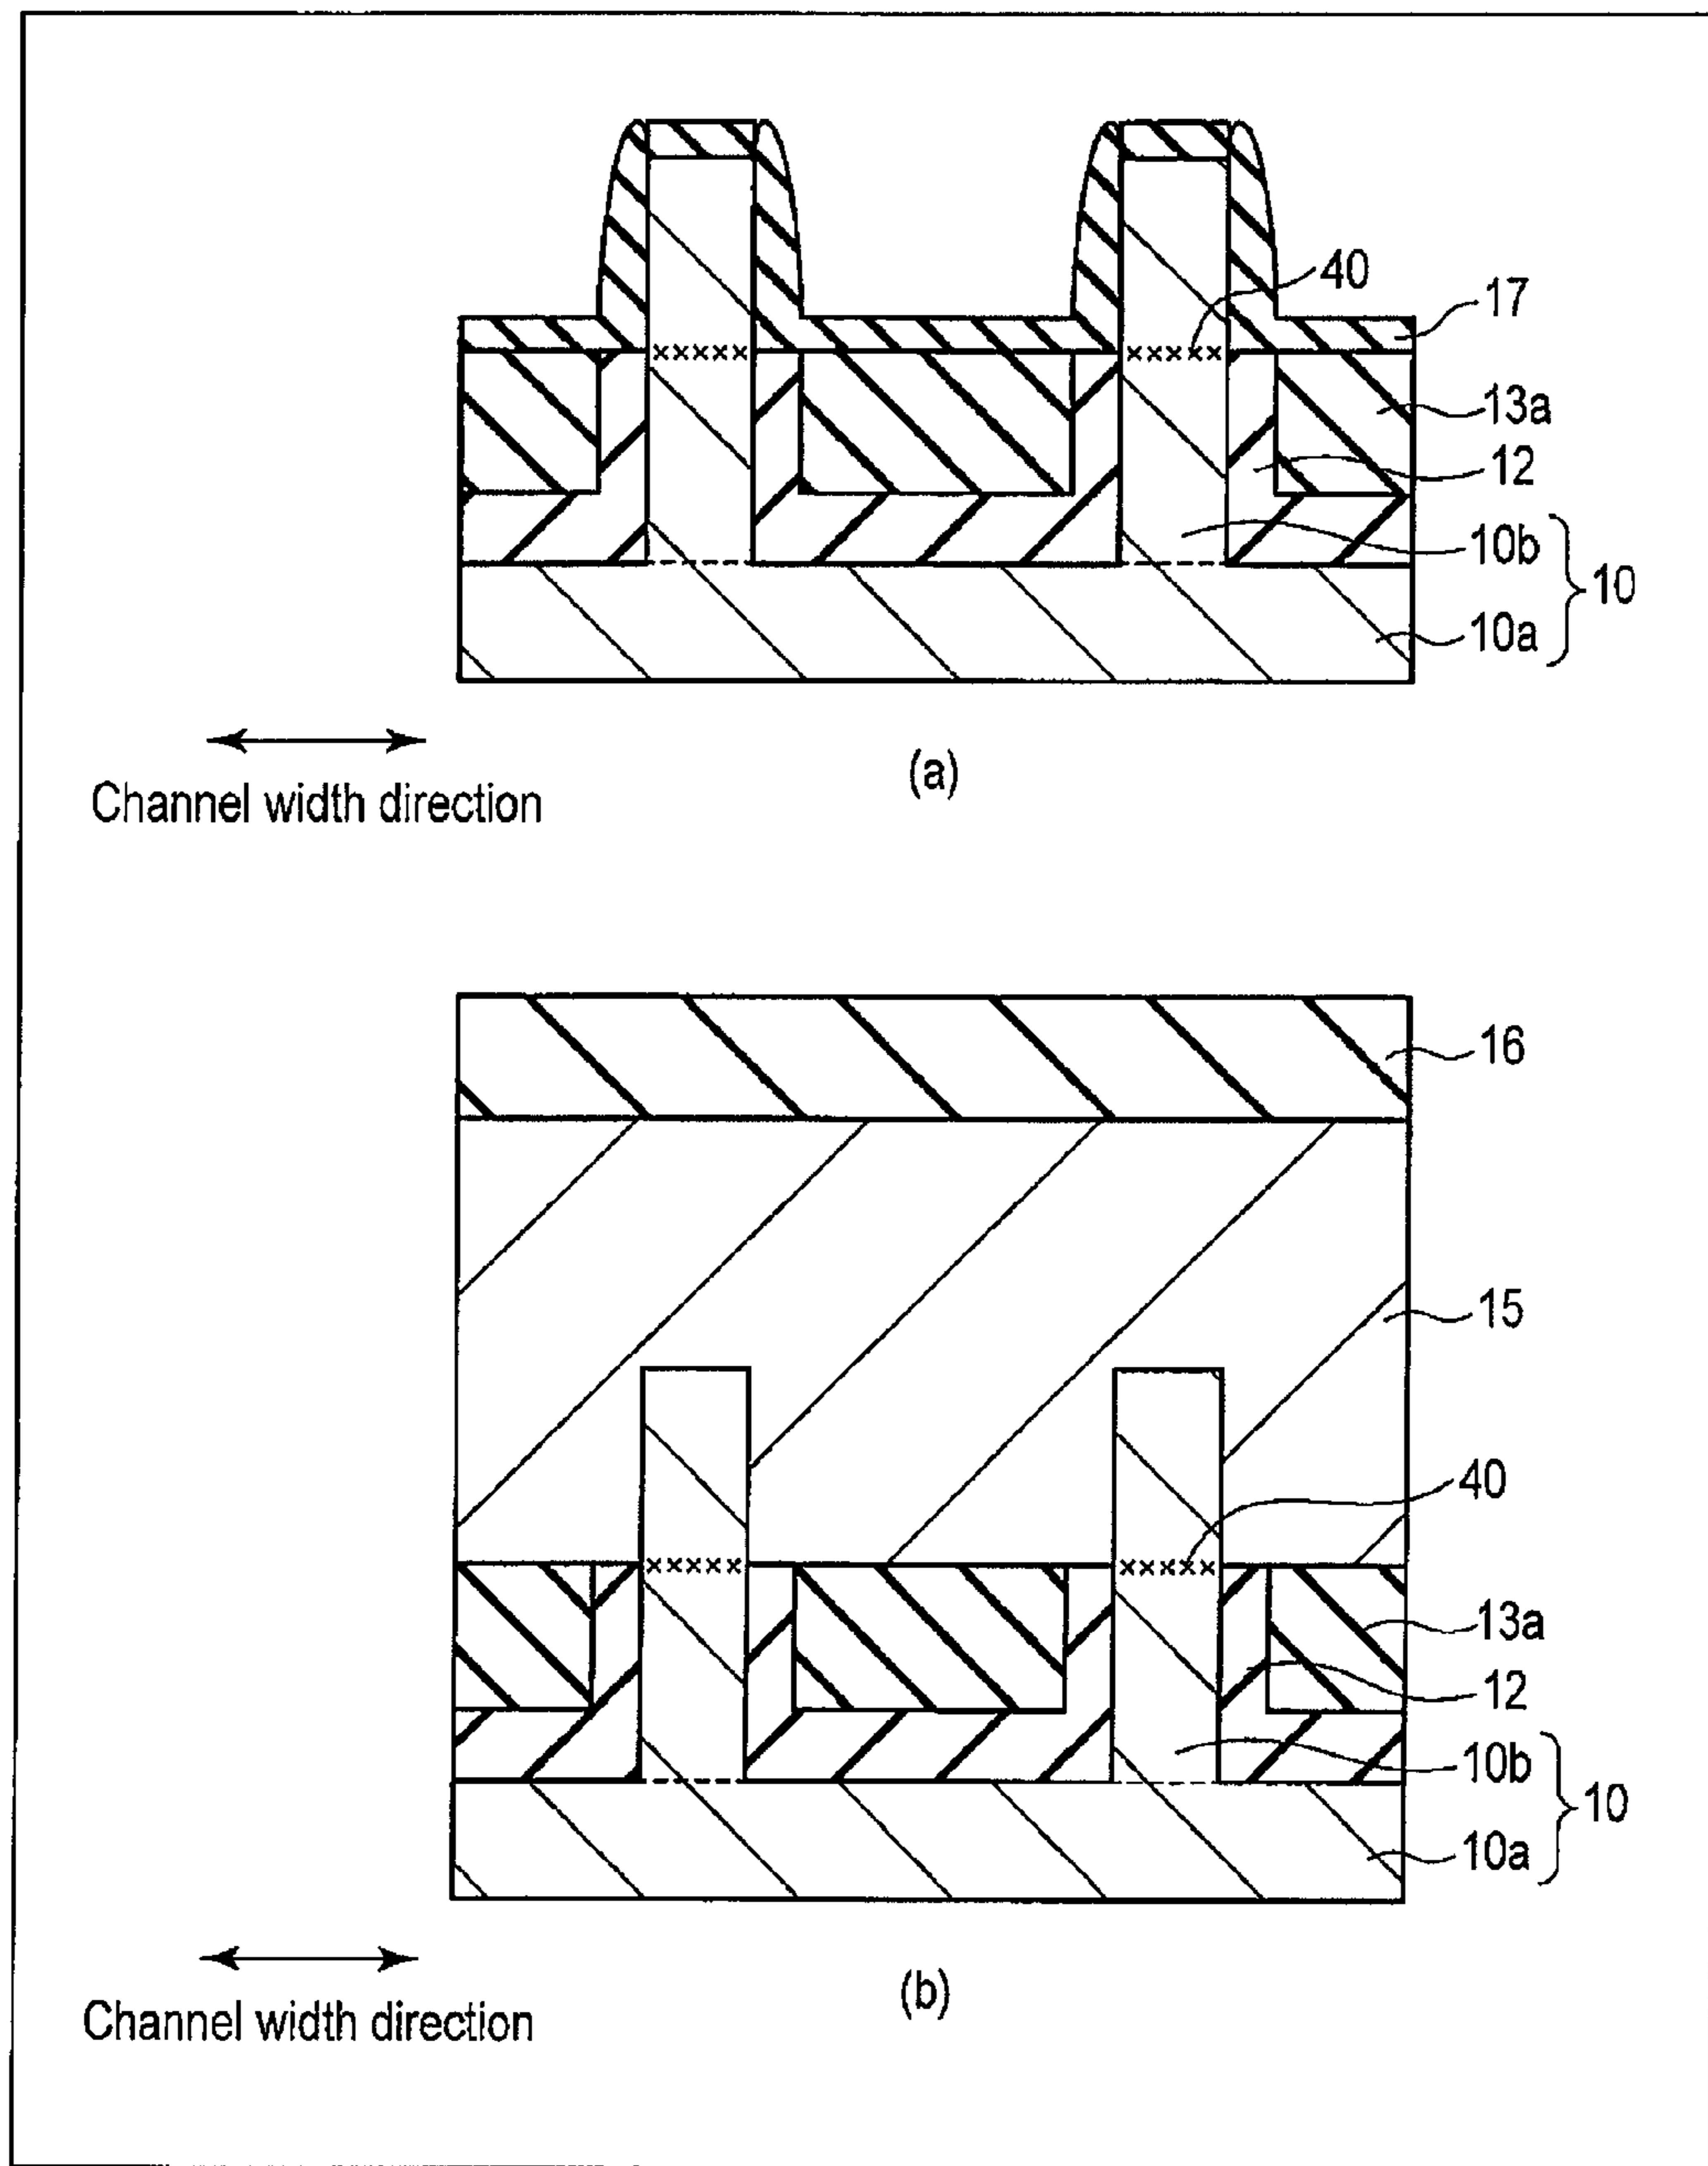 40
17
13a
12
10b
10
10a
Channel width direction
(a)
16
15
40
13a
12
10b
10
10a
Channel width direction
(b)